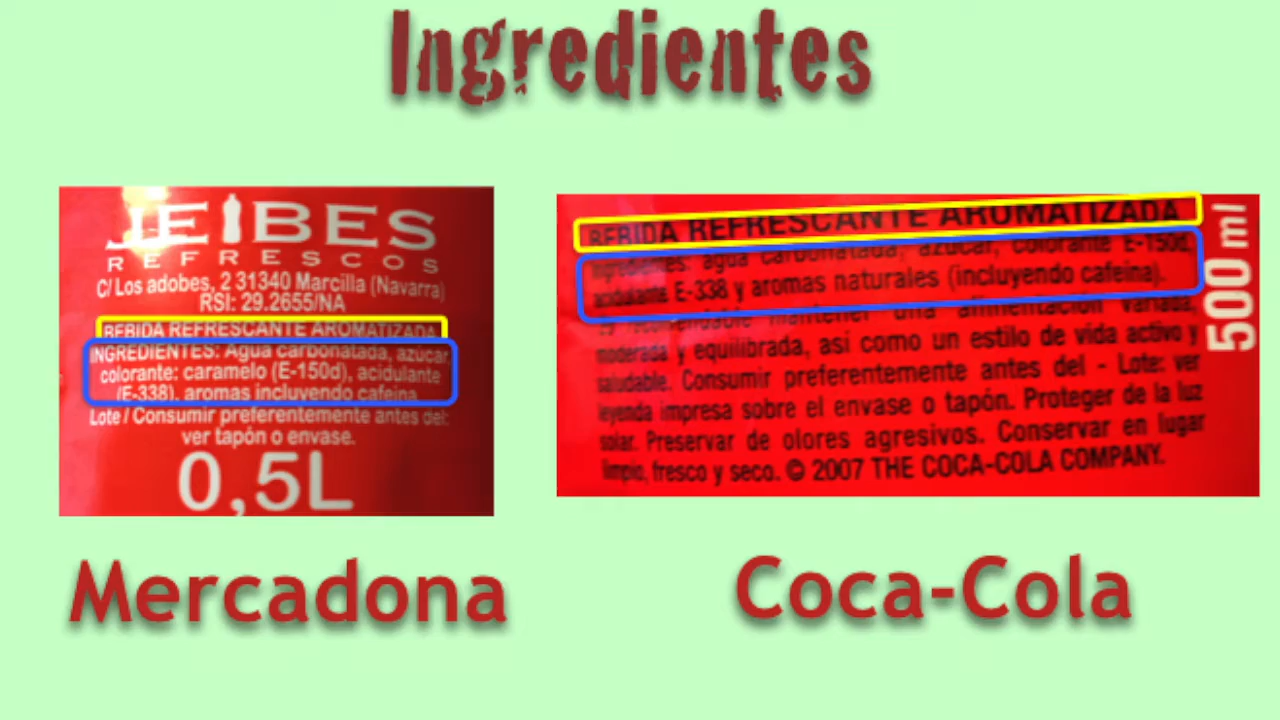 Ingredientes
JEIBES
REFRESCOS
C/ Los adobes, 2 31340 Marcilla (Navarra)
RSI: 29.2655/NA
BEBIDA REFRESCANTE AROMATIZADA
INGREDIENTES: Agua carbonatada, azúcar,
colorante: caramelo (E-150d), acidulante
(E-338), aromas incluyendo cafeína.
Lote / Consumir preferentemente antes del:
ver tapón o envase.
0,5L
BEBIDA REFRESCANTE AROMATIZADA
Ingredientes: agua carbonatada, azúcar, colorante E-150d,
acidulante E-338 y aromas naturales (incluyendo cafeína).
Es recomendable mantener una alimentación variada,
moderada y equilibrada, así como un estilo de vida activo y
saludable. Consumir preferentemente antes del - Lote: ver
leyenda impresa sobre el envase o tapón. Proteger de la luz
solar. Preservar de olores agresivos. Conservar en lugar
limpio, fresco y seco. © 2007 THE COCA-COLA COMPANY.
500 ml
Mercadona
Coca-Cola